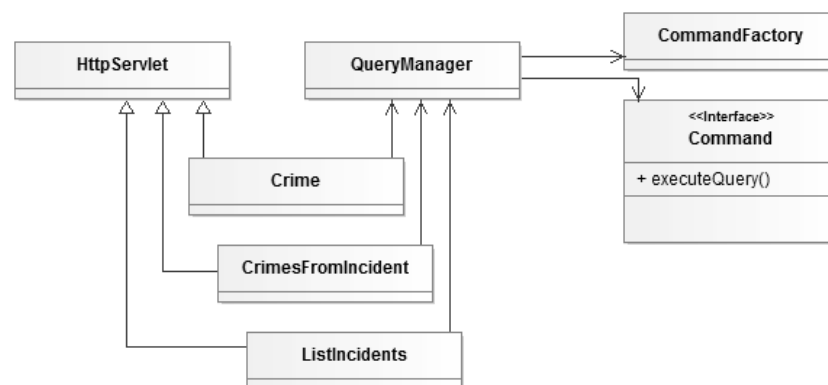 CommandFactory
HttpServlet
QueryManager
<<Interface>>
Command
+ executeQuery()
Crime
CrimesFromIncident
ListIncidents